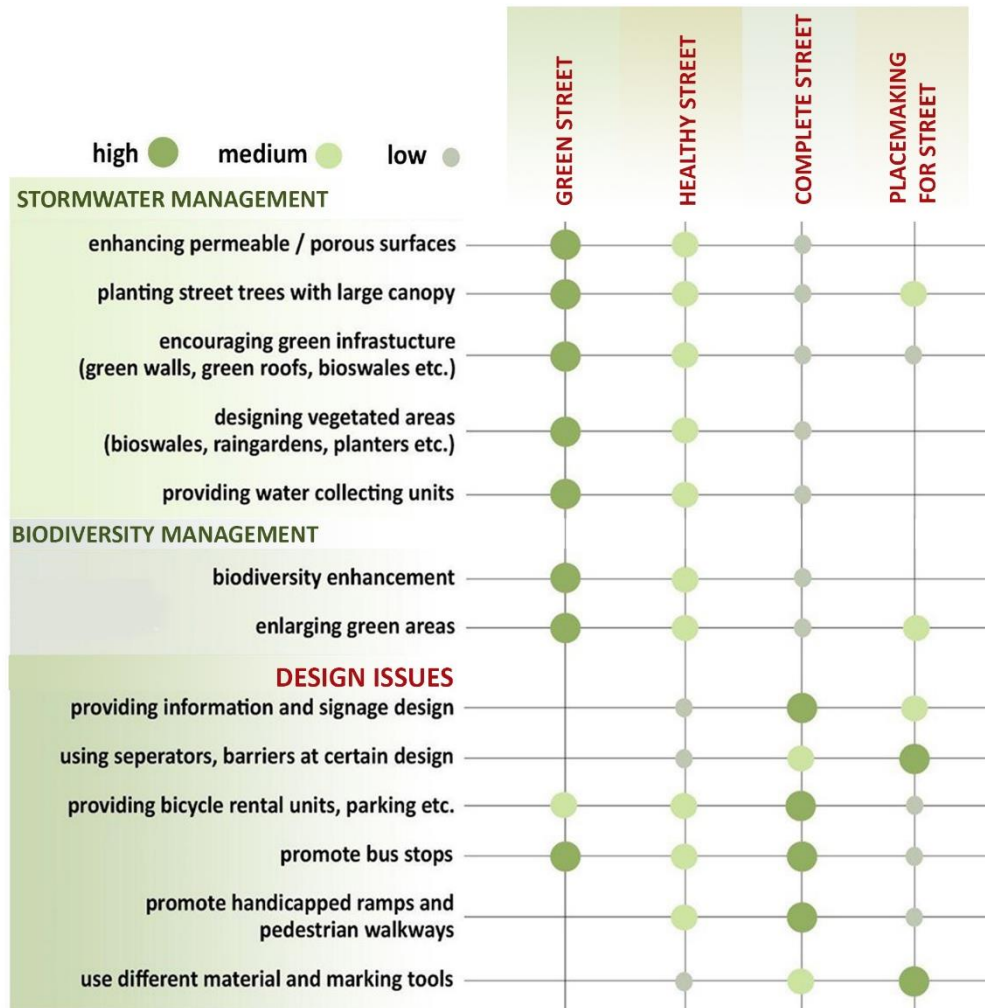 GREEN STREET
HEALTHY STREET
COMPLETE STREET
PLACEMAKING
FOR STREET
high medium low
STORMWATER MANAGEMENT
enhancing permeable / porous surfaces
planting street trees with large canopy
encouraging green infrastucture
(green walls, green roofs, bioswales etc.)
designing vegetated areas
(bioswales, raingardens, planters etc.)
providing water collecting units
BIODIVERSITY MANAGEMENT
biodiversity enhancement
enlarging green areas
DESIGN ISSUES
providing information and signage design
using seperators, barriers at certain design
providing bicycle rental units, parking etc.
promote bus stops
promote handicapped ramps and
pedestrian walkways
use different material and marking tools